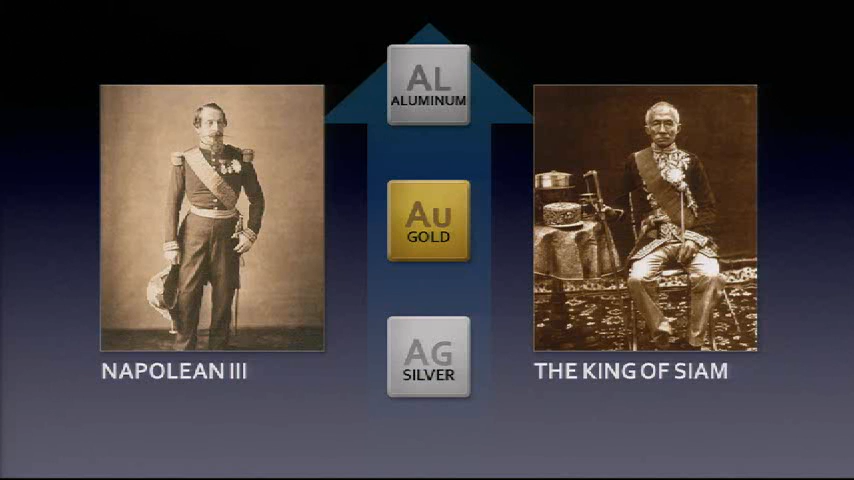 AL
ALUMINUM
Au
GOLD
AG
SILVER
NAPOLEAN III
THE KING OF SIAM